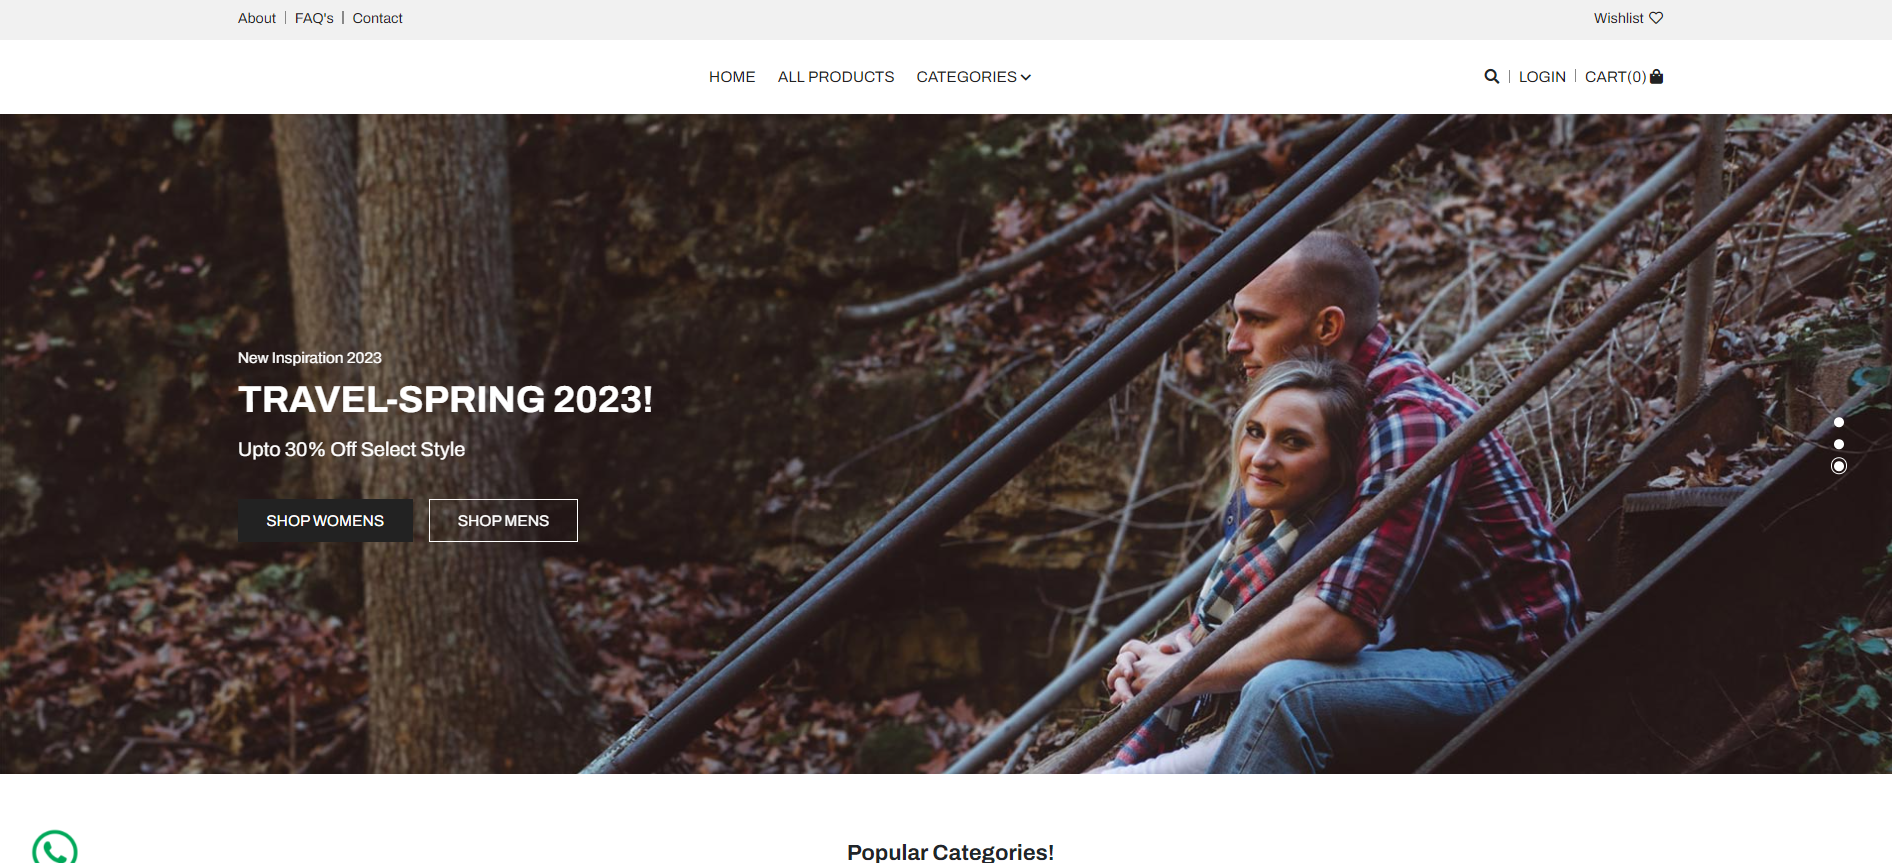 About | FAQ's | Contact
Wishlist
HOME ALL PRODUCTS CATEGORIES
LOGIN | CART(0)
New Inspiration 2023
TRAVEL-SPRING 2023!
Upto 30% Off Select Style
SHOP WOMENS
SHOP MENS
Popular Categories!